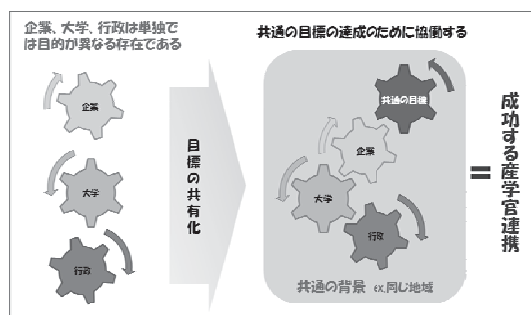 企業、大学、行政は単独で
は目的が異なる存在である
企業
大学
行政
目標の共有化
共通の目標の達成のために協働する
共通の目標
企業
大学
行政
共通の背景 ex.同じ地域
=
成功する産学官連携